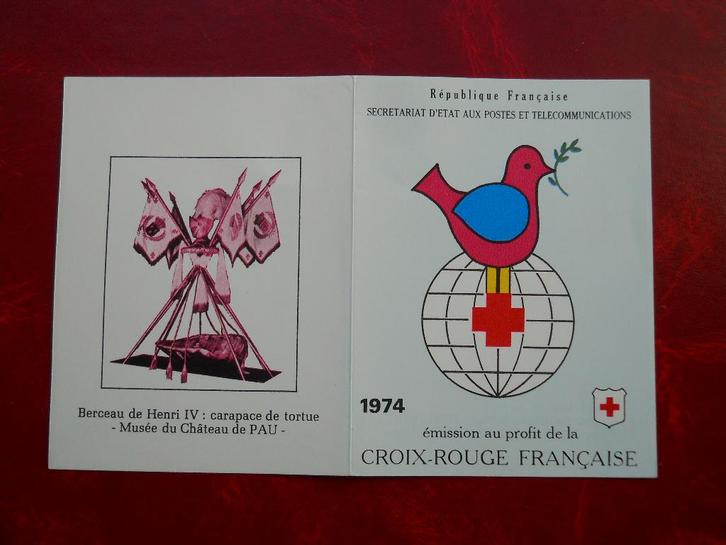 Berceau de Henri IV : carapace de tortue
- Musée du Château de PAU -
République Française
SECRETARIAT D'ETAT AUX POSTES ET TELECOMMUNICATIONS
1974
émission au profit de la
CROIX-ROUGE FRANÇAISE